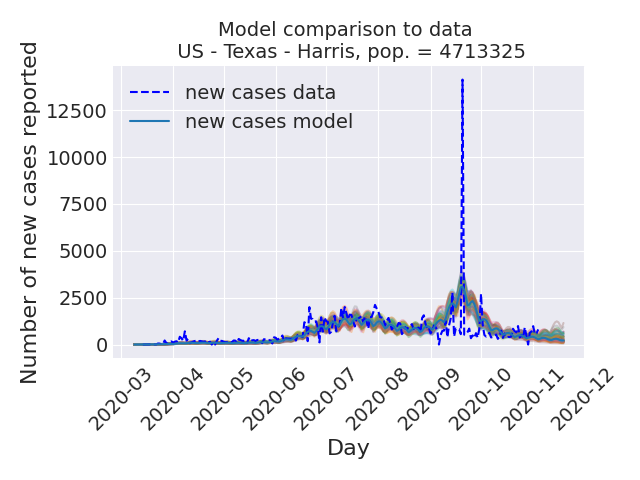 Model comparison to data
US - Texas - Harris, pop. = 4713325
new cases data
new cases model
Number of new cases reported
12500
10000
7500
5000
2500
0
2020-03
2020-04
2020-05
2020-06
2020-07
2020-08
2020-09
2020-10
2020-11
2020-12
Day